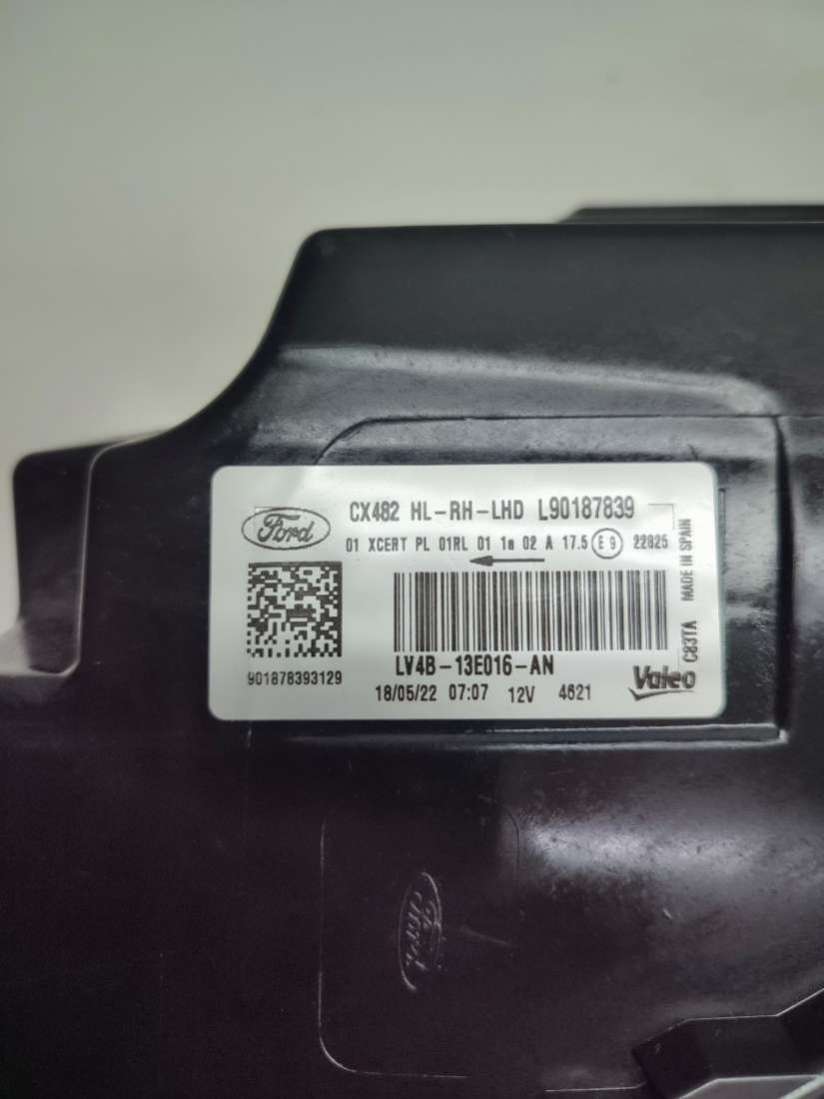 Ford
CX482 HL-RH-LHD L90187839
01 XCERT PL 01RL 01 1a 02 A 17.5 E9 22825
MADE IN SPAIN
C83TA
901878393129
LV4B-13E016-AN
18/05/22 07:07 12V 4621
Valeo
Ford